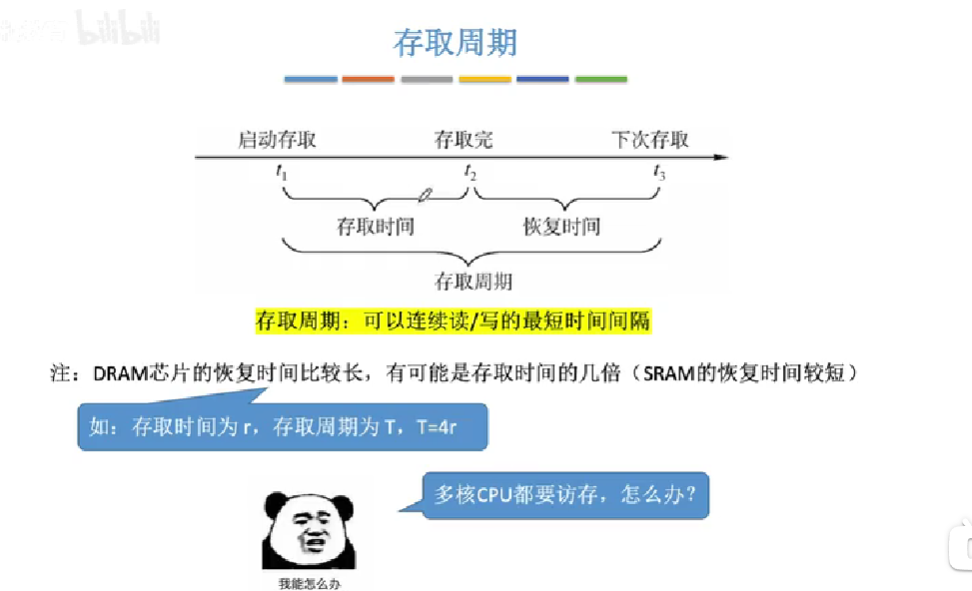 bilibili
存取周期
启动存取 存取完 下次存取
t1 t2 t3
存取时间 恢复时间
存取周期
存取周期：可以连续读/写的最短时间间隔
注：DRAM芯片的恢复时间比较长，有可能是存取时间的几倍（SRAM的恢复时间较短）
如：存取时间为 r，存取周期为 T，T=4r
多核CPU都要访存，怎么办？
我能怎么办